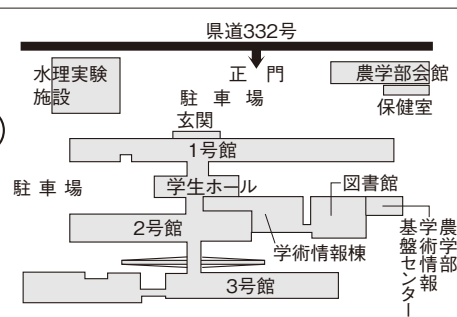 県道332号
水理実験
施設
正門
農学部会館
駐車場
保健室
玄関
1号館
駐車場
学生ホール
図書館
2号館
学術情報棟
農学部
学術情報
基盤センター
3号館